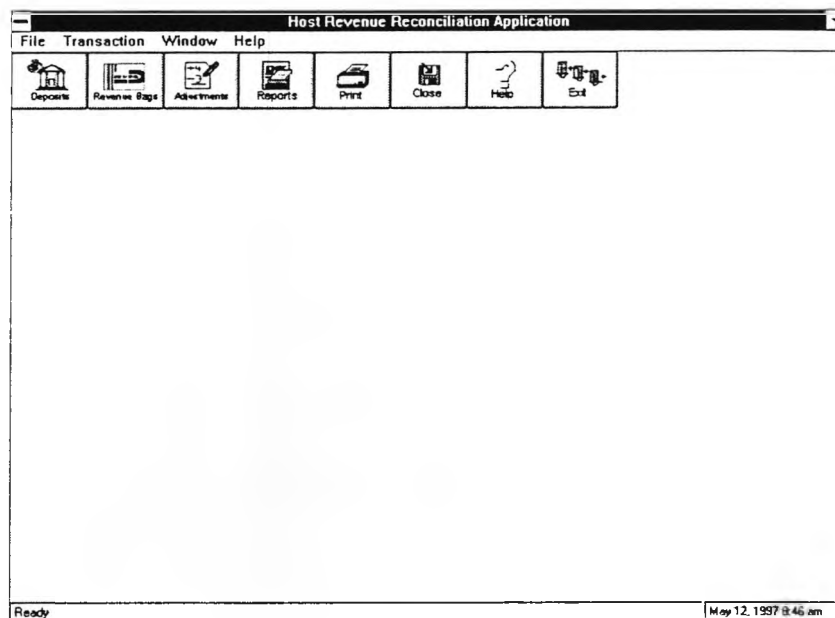 Host Revenue Reconciliation Application
File Transaction Window Help
Deposits Revenue Bags Adjustments Reports Print Close Help Exit
Ready May 12, 1997 9:46 am